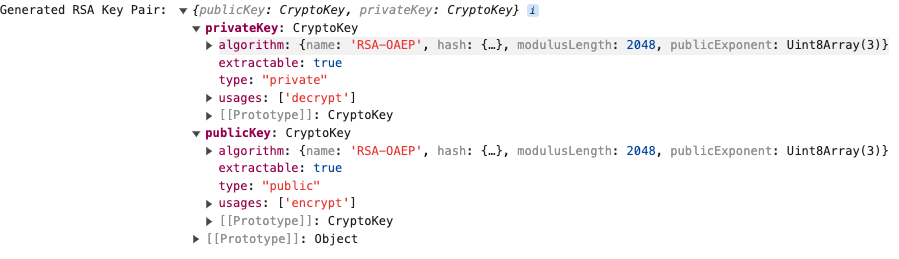 Generated RSA Key Pair: ▼ {publicKey: CryptoKey, privateKey: CryptoKey} i
▼ privateKey: CryptoKey
▶ algorithm: {name: 'RSA-OAEP', hash: {…}, modulusLength: 2048, publicExponent: Uint8Array(3)}
extractable: true
type: "private"
▶ usages: ['decrypt']
▶ [[Prototype]]: CryptoKey
▼ publicKey: CryptoKey
▶ algorithm: {name: 'RSA-OAEP', hash: {…}, modulusLength: 2048, publicExponent: Uint8Array(3)}
extractable: true
type: "public"
▶ usages: ['encrypt']
▶ [[Prototype]]: CryptoKey
▶ [[Prototype]]: Object